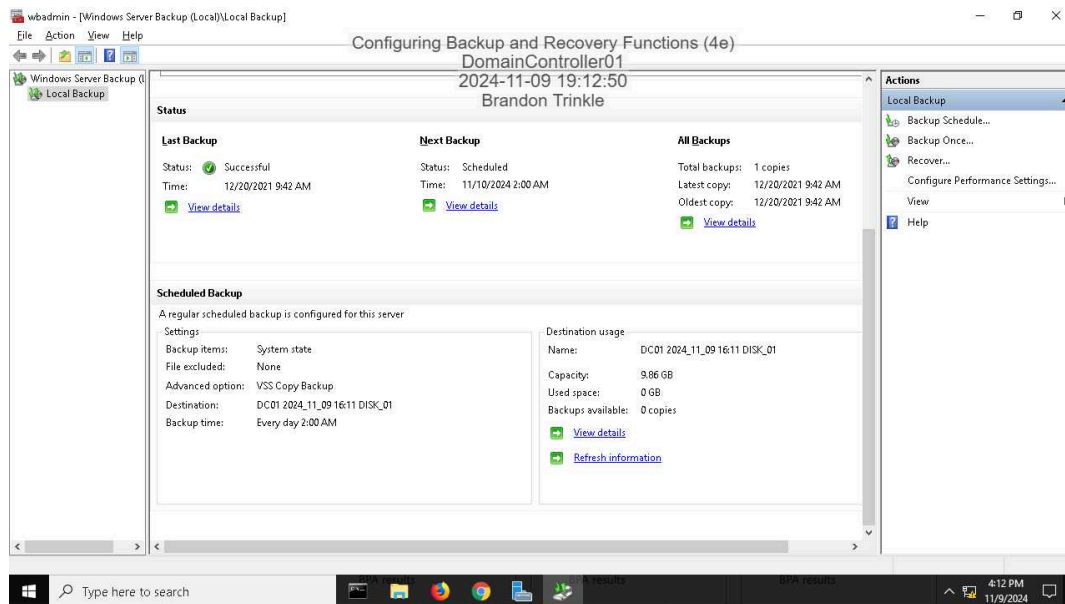 wbadmin - [Windows Server Backup (Local)\Local Backup]
File Action View Help
Configuring Backup and Recovery Functions (4e)
DomainController01
2024-11-09 19:12:50
Brandon Trinkle
Windows Server Backup (L
Local Backup
Status
Last Backup
Status: Successful
Time: 12/20/2021 9:42 AM
View details
Next Backup
Status: Scheduled
Time: 11/10/2024 2:00 AM
View details
All Backups
Total backups: 1 copies
Latest copy: 12/20/2021 9:42 AM
Oldest copy: 12/20/2021 9:42 AM
View details
Scheduled Backup
A regular scheduled backup is configured for this server
Settings
Backup items: System state
File excluded: None
Advanced option: VSS Copy Backup
Destination: DC01 2024_11_09 16:11 DISK_01
Backup time: Every day 2:00 AM
Destination usage
Name: DC01 2024_11_09 16:11 DISK_01
Capacity: 9.86 GB
Used space: 0 GB
Backups available: 0 copies
View details
Refresh information
Actions
Local Backup
Backup Schedule...
Backup Once...
Recover...
Configure Performance Settings...
View
Help
BPA results
BPA results
BPA results
Type here to search
4:12 PM
11/9/2024